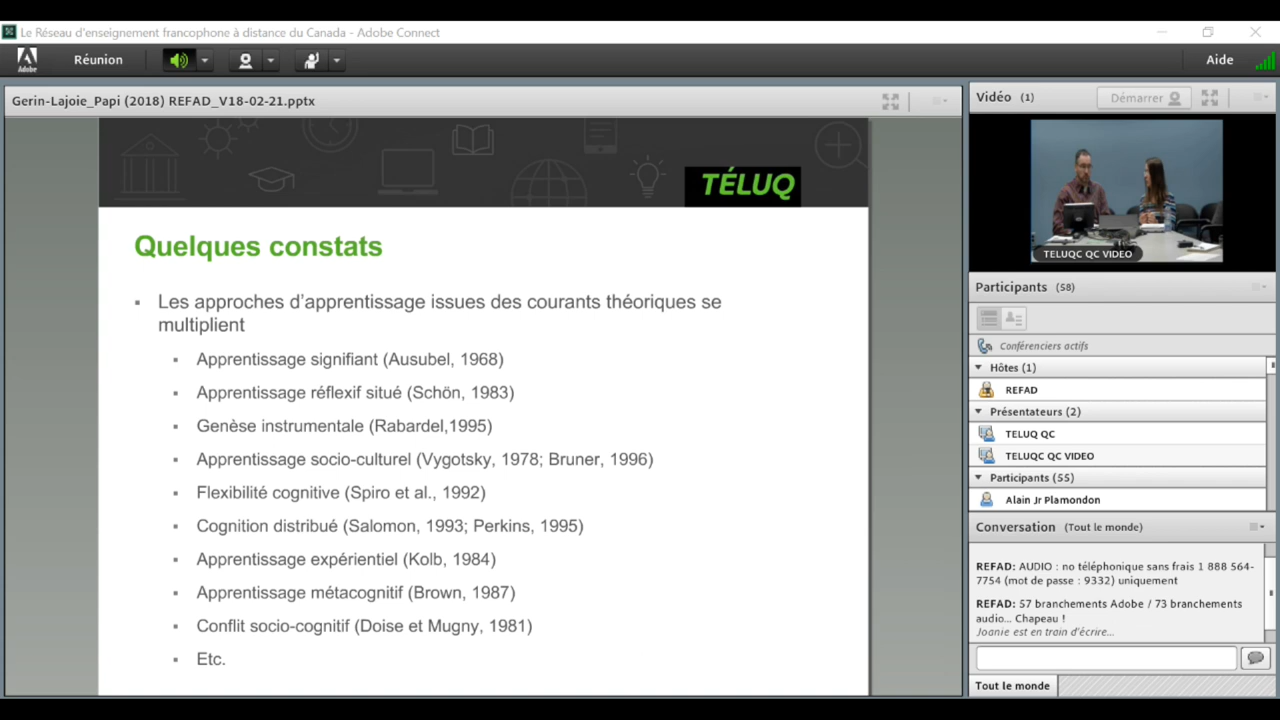 Le Réseau d'enseignement francophone à distance du Canada - Adobe Connect
Adobe
Réunion
Aide
Gerin-Lajoie_Papi (2018) REFAD_V18-02-21.pptx
TÉLUQ
Quelques constats
▪ Les approches d'apprentissage issues des courants théoriques se
multiplient
▪ Apprentissage signifiant (Ausubel, 1968)
▪ Apprentissage réflexif situé (Schön, 1983)
▪ Genèse instrumentale (Rabardel,1995)
▪ Apprentissage socio-culturel (Vygotsky, 1978; Bruner, 1996)
▪ Flexibilité cognitive (Spiro et al., 1992)
▪ Cognition distribué (Salomon, 1993; Perkins, 1995)
▪ Apprentissage expérientiel (Kolb, 1984)
▪ Apprentissage métacognitif (Brown, 1987)
▪ Conflit socio-cognitif (Doise et Mugny, 1981)
▪ Etc.
Vidéo (1)
Démarrer
TELUQC QC VIDEO
Participants (58)
Conférenciers actifs
Hôtes (1)
REFAD
Présentateurs (2)
TELUQ QC
TELUQC QC VIDEO
Participants (55)
Alain Jr Plamondon
Conversation (Tout le monde)
REFAD: AUDIO : no téléphonique sans frais 1 888 564-
7754 (mot de passe : 9332) uniquement
REFAD: 57 branchements Adobe / 73 branchements
audio... Chapeau !
Joanie est en train d'écrire...
Tout le monde